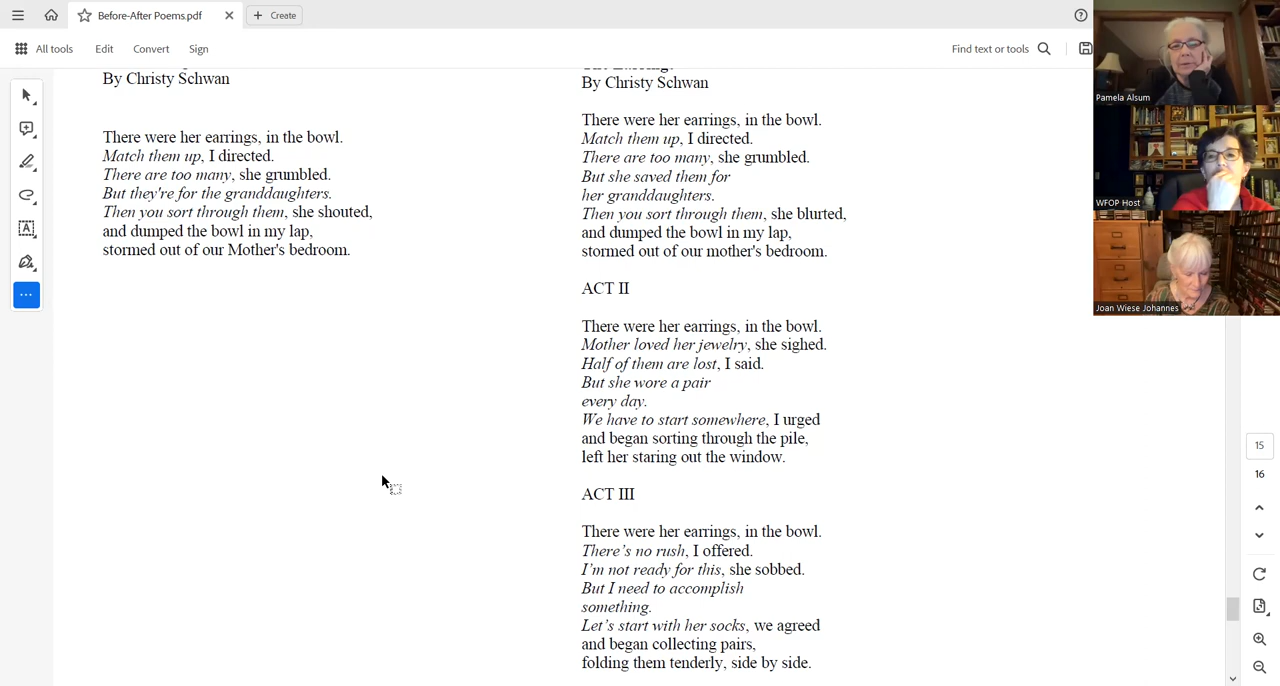 Before-After Poems.pdf
Create
All tools
Edit
Convert
Sign
Find text or tools
By Christy Schwan
There were her earrings, in the bowl.
Match them up, I directed.
There are too many, she grumbled.
But they're for the granddaughters.
Then you sort through them, she shouted,
and dumped the bowl in my lap,
stormed out of our Mother's bedroom.
By Christy Schwan
There were her earrings, in the bowl.
Match them up, I directed.
There are too many, she grumbled.
But she saved them for
her granddaughters.
Then you sort through them, she blurted,
and dumped the bowl in my lap,
stormed out of our mother's bedroom.
ACT II
There were her earrings, in the bowl.
Mother loved her jewelry, she sighed.
Half of them are lost, I said.
But she wore a pair
every day.
We have to start somewhere, I urged
and began sorting through the pile,
left her staring out the window.
ACT III
There were her earrings, in the bowl.
There's no rush, I offered.
I'm not ready for this, she sobbed.
But I need to accomplish
something.
Let's start with her socks, we agreed
and began collecting pairs,
folding them tenderly, side by side.
Pamela Alsum
WFOP Host
Joan Wiese Johannes
15
16